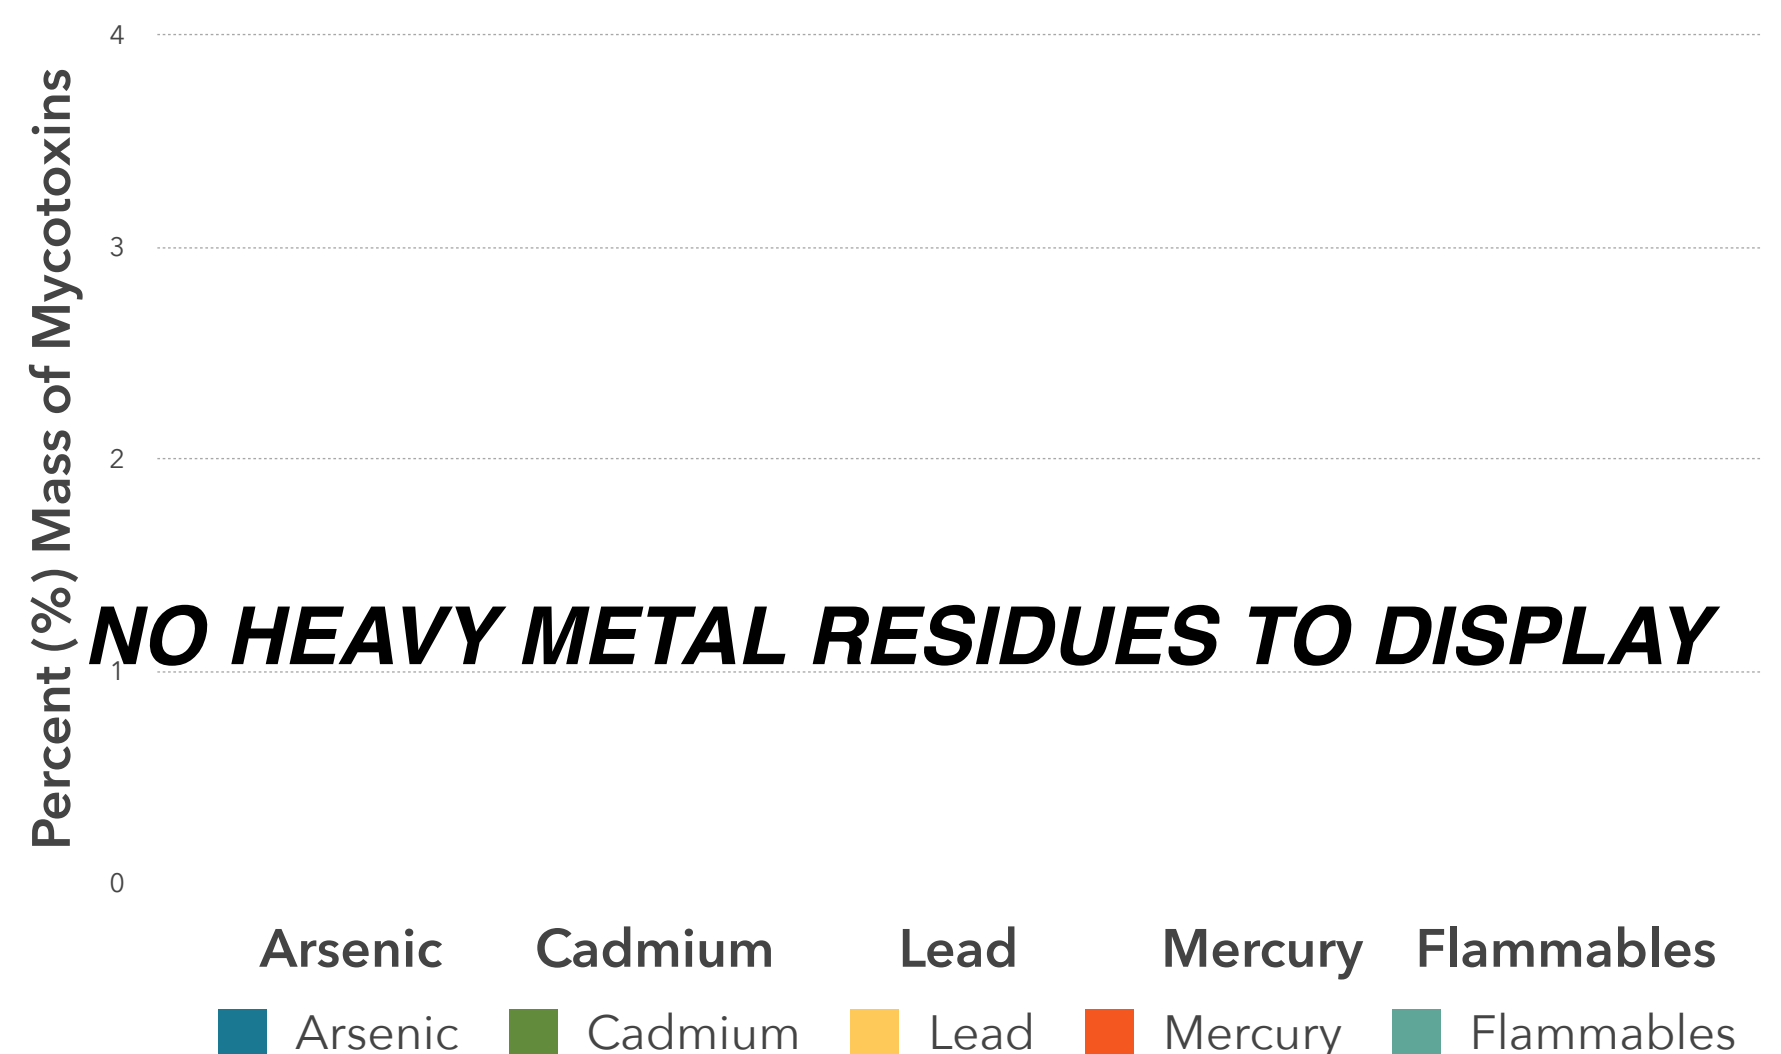 Percent (%) Mass of Mycotoxins
4
3
2
NO HEAVY METAL RESIDUES TO DISPLAY
1
0
Arsenic Cadmium Lead Mercury Flammables
Arsenic Cadmium Lead Mercury Flammables